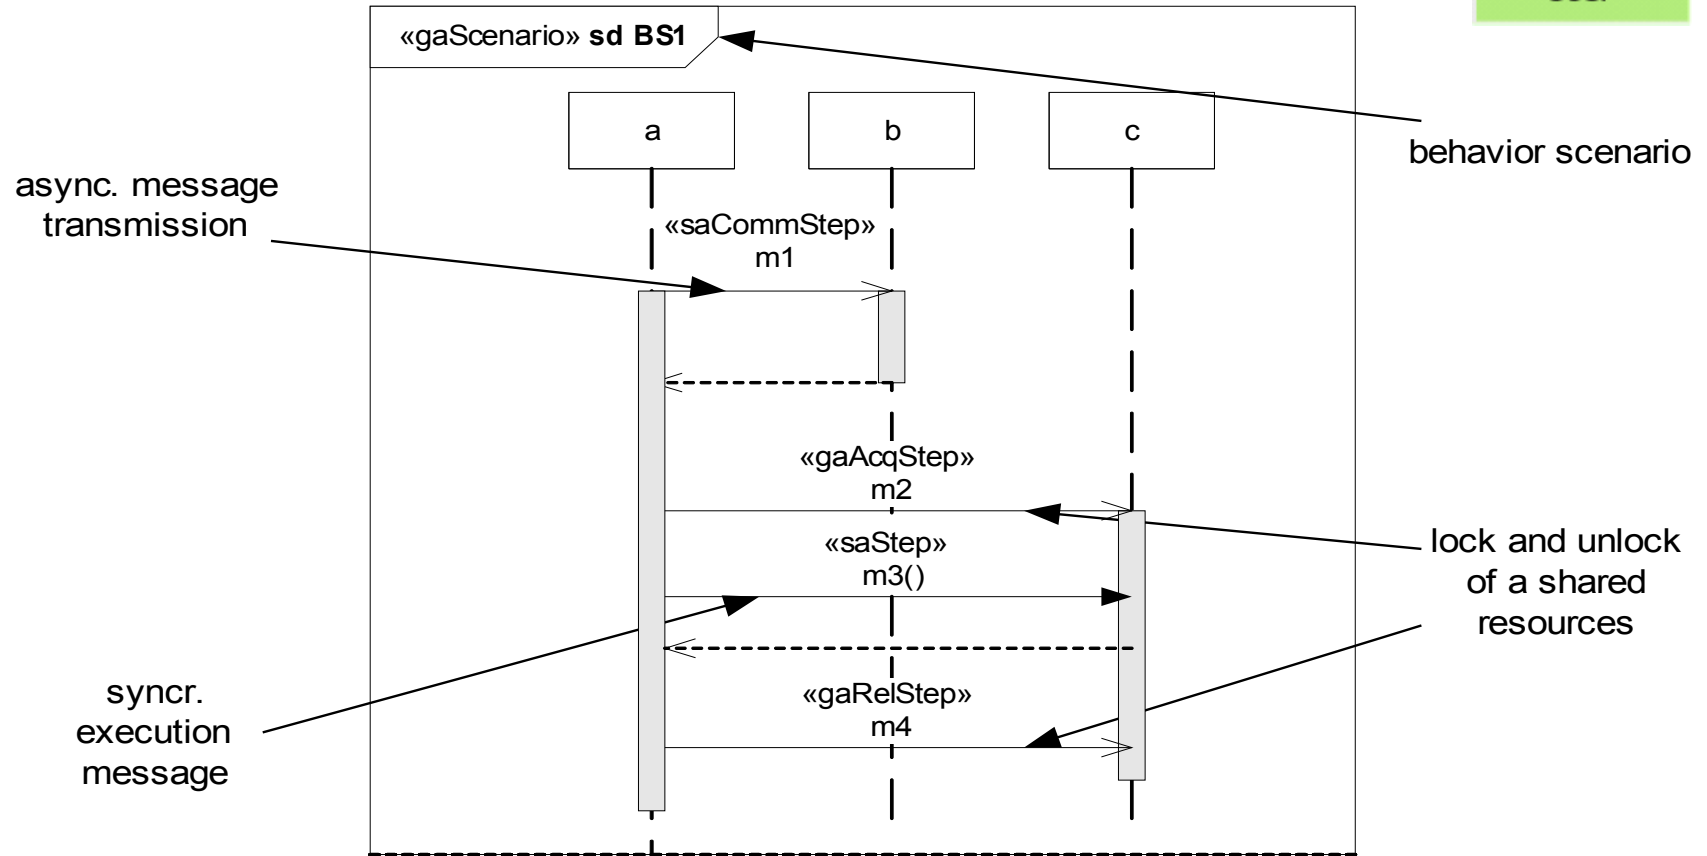 «gaScenario» sd BS1
a
b
c
behavior scenario
async. message
transmission
«saCommStep»
m1
«gaAcqStep»
m2
«saStep»
m3()
lock and unlock
of a shared
resources
«gaRelStep»
m4
syncr.
execution
message